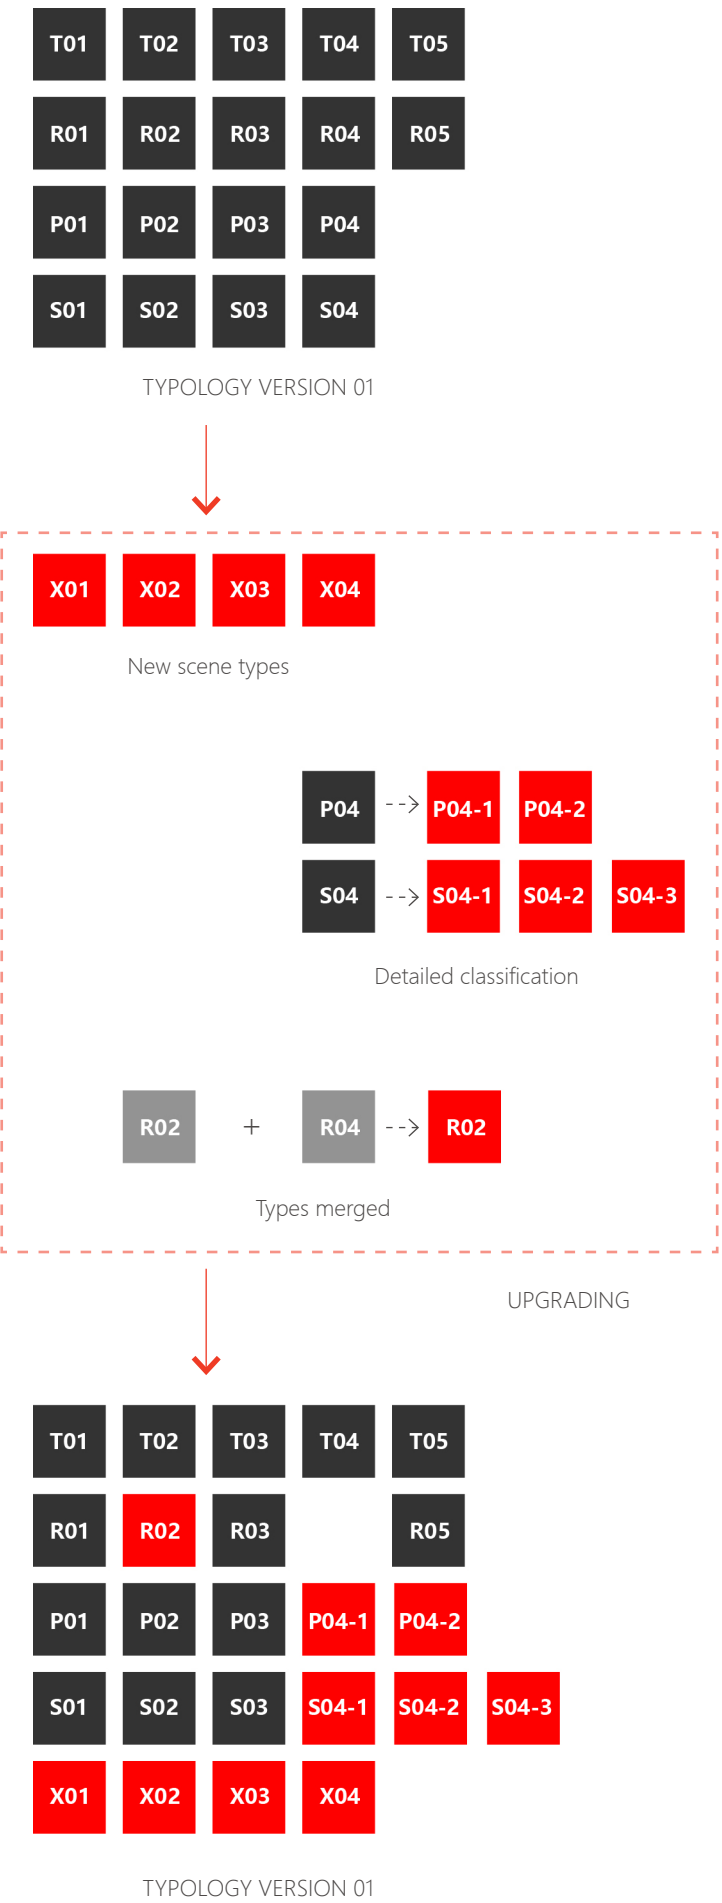 T01 T02 T03 T04 T05
R01 R02 R03 R04 R05
P01 P02 P03 P04
S01 S02 S03 S04
TYPOLOGY VERSION 01
X01 X02 X03 X04
New scene types
P04 P04-1 P04-2
S04 S04-1 S04-2 S04-3
Detailed classification
R02 + R04 R02
Types merged
UPGRADING
T01 T02 T03 T04 T05
R01 R02 R03 R05
P01 P02 P03 P04-1 P04-2
S01 S02 S03 S04-1 S04-2 S04-3
X01 X02 X03 X04
TYPOLOGY VERSION 01